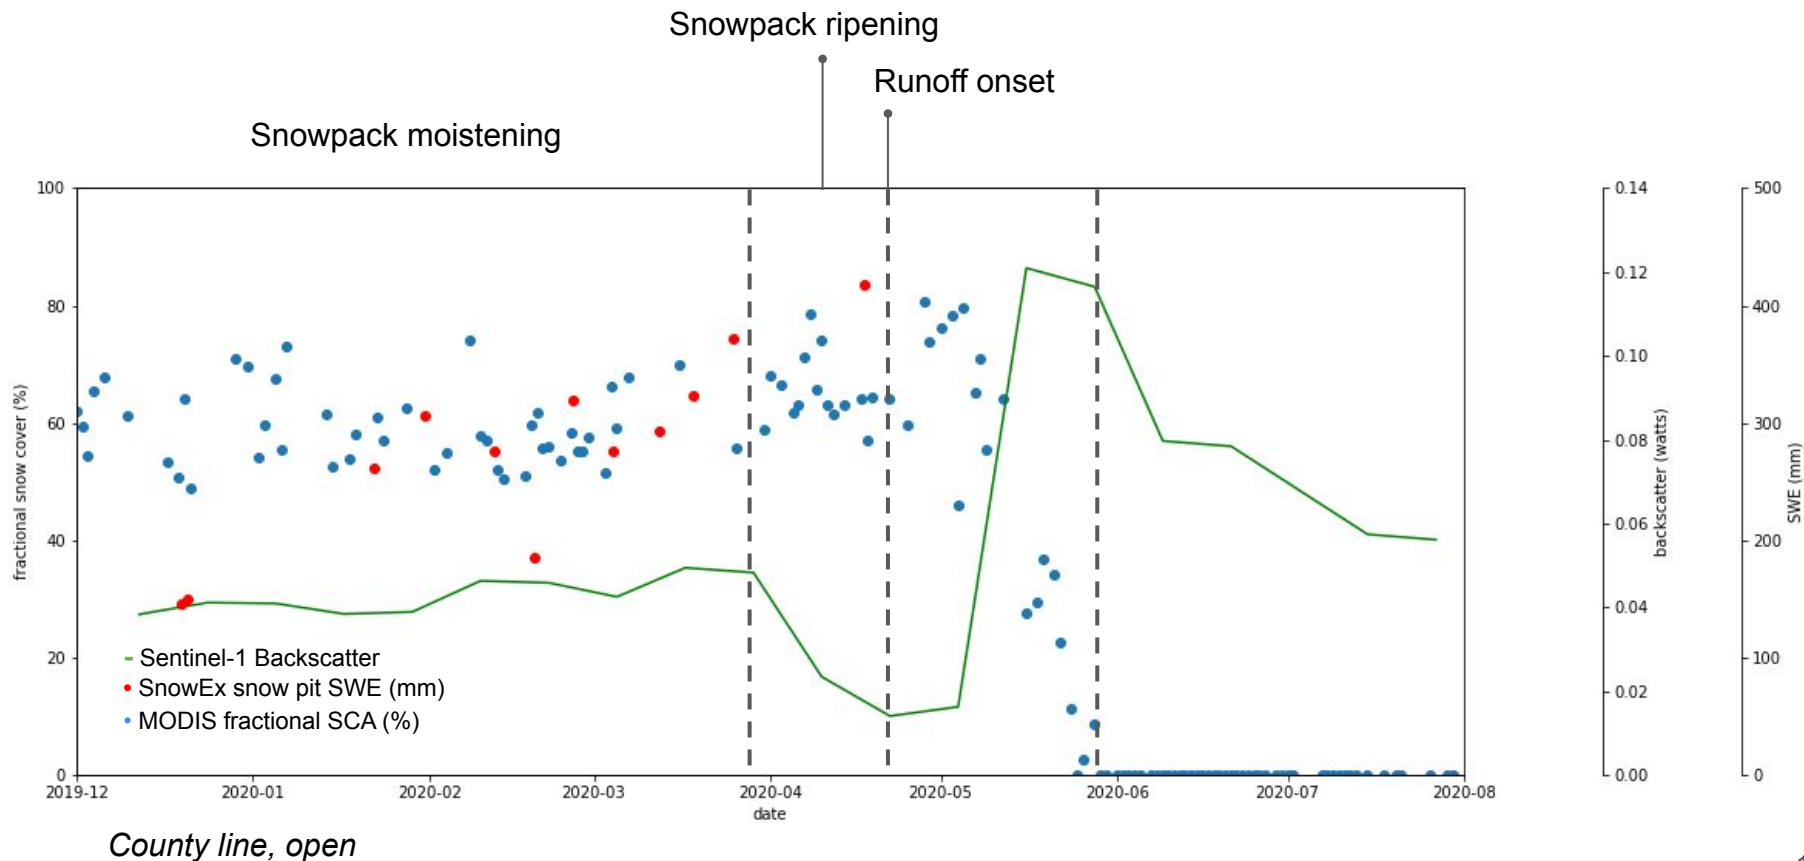 Snowpack ripening
Runoff onset
Snowpack moistening
100
80
60
40
20
0
fractional snow cover (%)
Sentinel-1 Backscatter
SnowEx snow pit SWE (mm)
MODIS fractional SCA (%)
2019-12
2020-01
2020-02
2020-03
2020-04
2020-05
2020-06
2020-07
2020-08
date
0.14
0.12
0.10
0.08
0.06
0.04
0.02
0.00
backscatter (watts)
500
400
300
200
100
0
SWE (mm)
County line, open